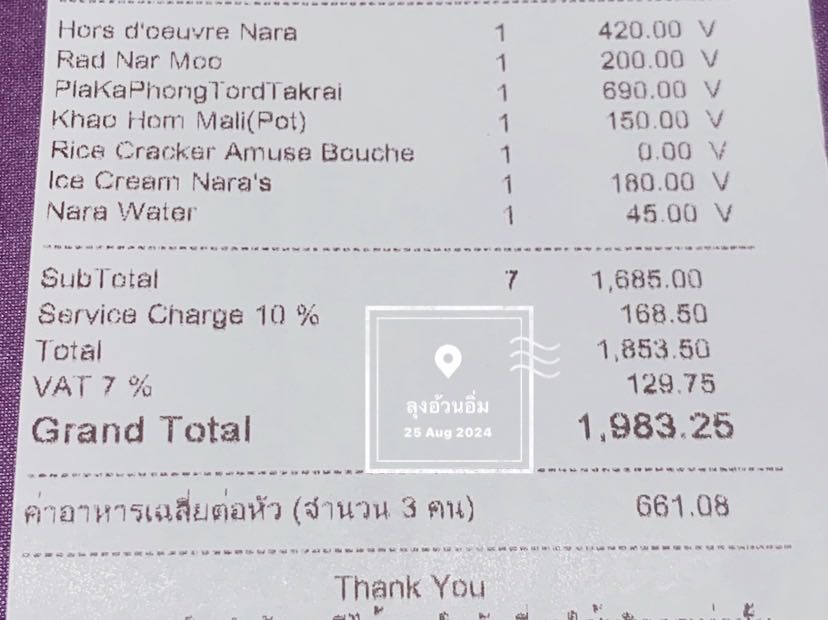 Hors d'oeuvre Nara 1 420.00 V
Rad Nar Moo 1 200.00 V
PlaKaPhongTordTakrai 1 690.00 V
Khao Hom Mali(Pot) 1 150.00 V
Rice Cracker Amuse Bouche 1 0.00 V
Ice Cream Nara's 1 180.00 V
Nara Water 1 45.00 V
SubTotal 7 1,685.00
Service Charge 10 % 168.50
Total 1,853.50
VAT 7 % 129.75
Grand Total 1,983.25
ลุงอ้วนอิ่ม
25 Aug 2024
ค่าอาหารเฉลี่ยต่อหัว (จำนวน 3 คน) 661.08
Thank You